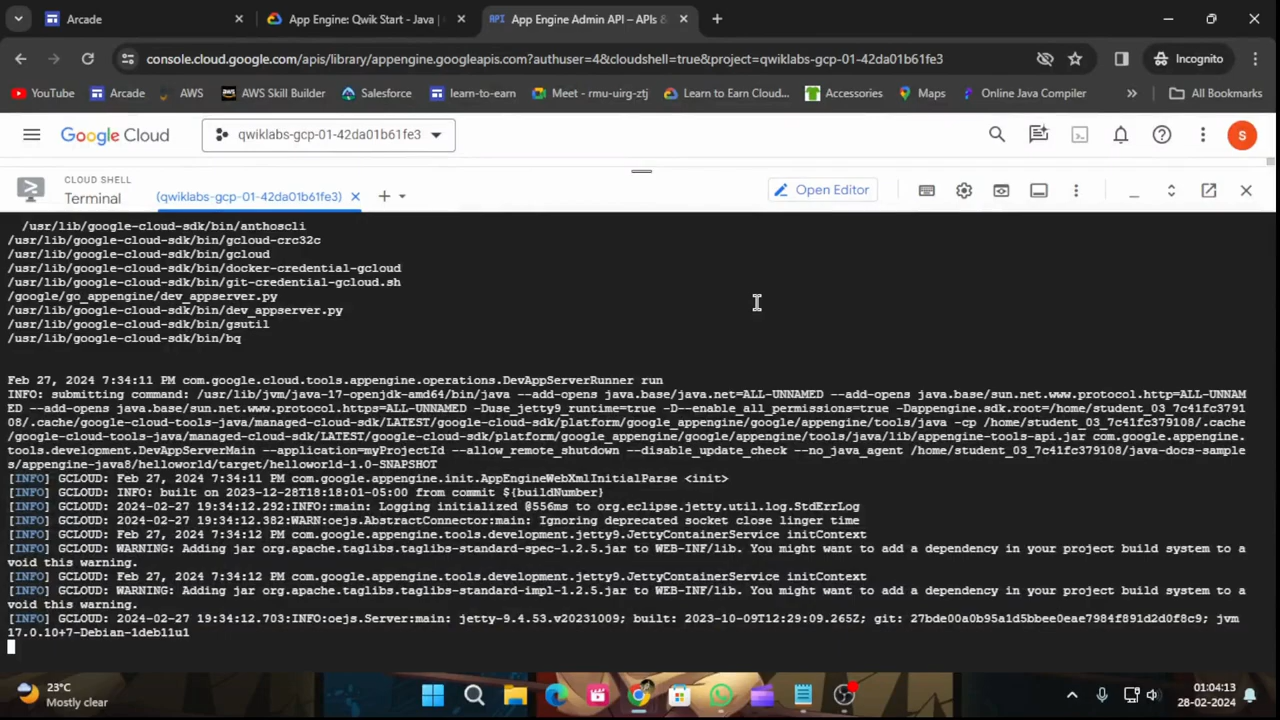 Arcade
App Engine: Qwik Start - Java |
API App Engine Admin API – APIs &
console.cloud.google.com/apis/library/appengine.googleapis.com?authuser=4&cloudshell=true&project=qwiklabs-gcp-01-42da01b61fe3
Incognito
YouTube Arcade AWS AWS Skill Builder Salesforce learn-to-earn Meet - rmu-uirg-ztj Learn to Earn Cloud... Accessories Maps Online Java Compiler » All Bookmarks
Google Cloud qwiklabs-gcp-01-42da01b61fe3 S
CLOUD SHELL
Terminal (qwiklabs-gcp-01-42da01b61fe3) Open Editor
/usr/lib/google-cloud-sdk/bin/anthoscli
/usr/lib/google-cloud-sdk/bin/gcloud-crc32c
/usr/lib/google-cloud-sdk/bin/gcloud
/usr/lib/google-cloud-sdk/bin/docker-credential-gcloud
/usr/lib/google-cloud-sdk/bin/git-credential-gcloud.sh
/google/go_appengine/dev_appserver.py
/usr/lib/google-cloud-sdk/bin/dev_appserver.py
/usr/lib/google-cloud-sdk/bin/gsutil
/usr/lib/google-cloud-sdk/bin/bq
Feb 27, 2024 7:34:11 PM com.google.cloud.tools.appengine.operations.DevAppServerRunner run
INFO: submitting command: /usr/lib/jvm/java-17-openjdk-amd64/bin/java --add-opens java.base/java.net=ALL-UNNAMED --add-opens java.base/sun.net.www.protocol.http=ALL-UNNAM
ED --add-opens java.base/sun.net.www.protocol.https=ALL-UNNAMED -Duse_jetty9_runtime=true -D--enable_all_permissions=true -Dappengine.sdk.root=/home/student_03_7c41fc3791
08/.cache/google-cloud-tools-java/managed-cloud-sdk/LATEST/google-cloud-sdk/platform/google_appengine/google/appengine/tools/java -cp /home/student_03_7c41fc379108/.cache
/google-cloud-tools-java/managed-cloud-sdk/LATEST/google-cloud-sdk/platform/google_appengine/google/appengine/tools/java/lib/appengine-tools-api.jar com.google.appengine.
tools.development.DevAppServerMain --application=myProjectId --allow_remote_shutdown --disable_update_check --no_java_agent /home/student_03_7c41fc379108/java-docs-sample
s/appengine-java8/helloworld/target/helloworld-1.0-SNAPSHOT
[INFO] GCLOUD: Feb 27, 2024 7:34:11 PM com.google.appengine.init.AppEngineWebXmlInitialParse <init>
[INFO] GCLOUD: INFO: built on 2023-12-28T18:18:01-05:00 from commit ${buildNumber}
[INFO] GCLOUD: 2024-02-27 19:34:12.292:INFO::main: Logging initialized @556ms to org.eclipse.jetty.util.log.StdErrLog
[INFO] GCLOUD: 2024-02-27 19:34:12.382:WARN:oejs.AbstractConnector:main: Ignoring deprecated socket close linger time
[INFO] GCLOUD: Feb 27, 2024 7:34:12 PM com.google.appengine.tools.development.jetty9.JettyContainerService initContext
[INFO] GCLOUD: WARNING: Adding jar org.apache.taglibs.taglibs-standard-spec-1.2.5.jar to WEB-INF/lib. You might want to add a dependency in your project build system to a
void this warning.
[INFO] GCLOUD: Feb 27, 2024 7:34:12 PM com.google.appengine.tools.development.jetty9.JettyContainerService initContext
[INFO] GCLOUD: WARNING: Adding jar org.apache.taglibs.taglibs-standard-impl-1.2.5.jar to WEB-INF/lib. You might want to add a dependency in your project build system to a
void this warning.
[INFO] GCLOUD: 2024-02-27 19:34:12.703:INFO:oejs.Server:main: jetty-9.4.53.v20231009; built: 2023-10-09T12:29:09.265Z; git: 27bde00a0b95a1d5bbee0eae7984f891d2d0f8c9; jvm
17.0.10+7-Debian-1deb11u1
23°C
Mostly clear
01:04:13
28-02-2024